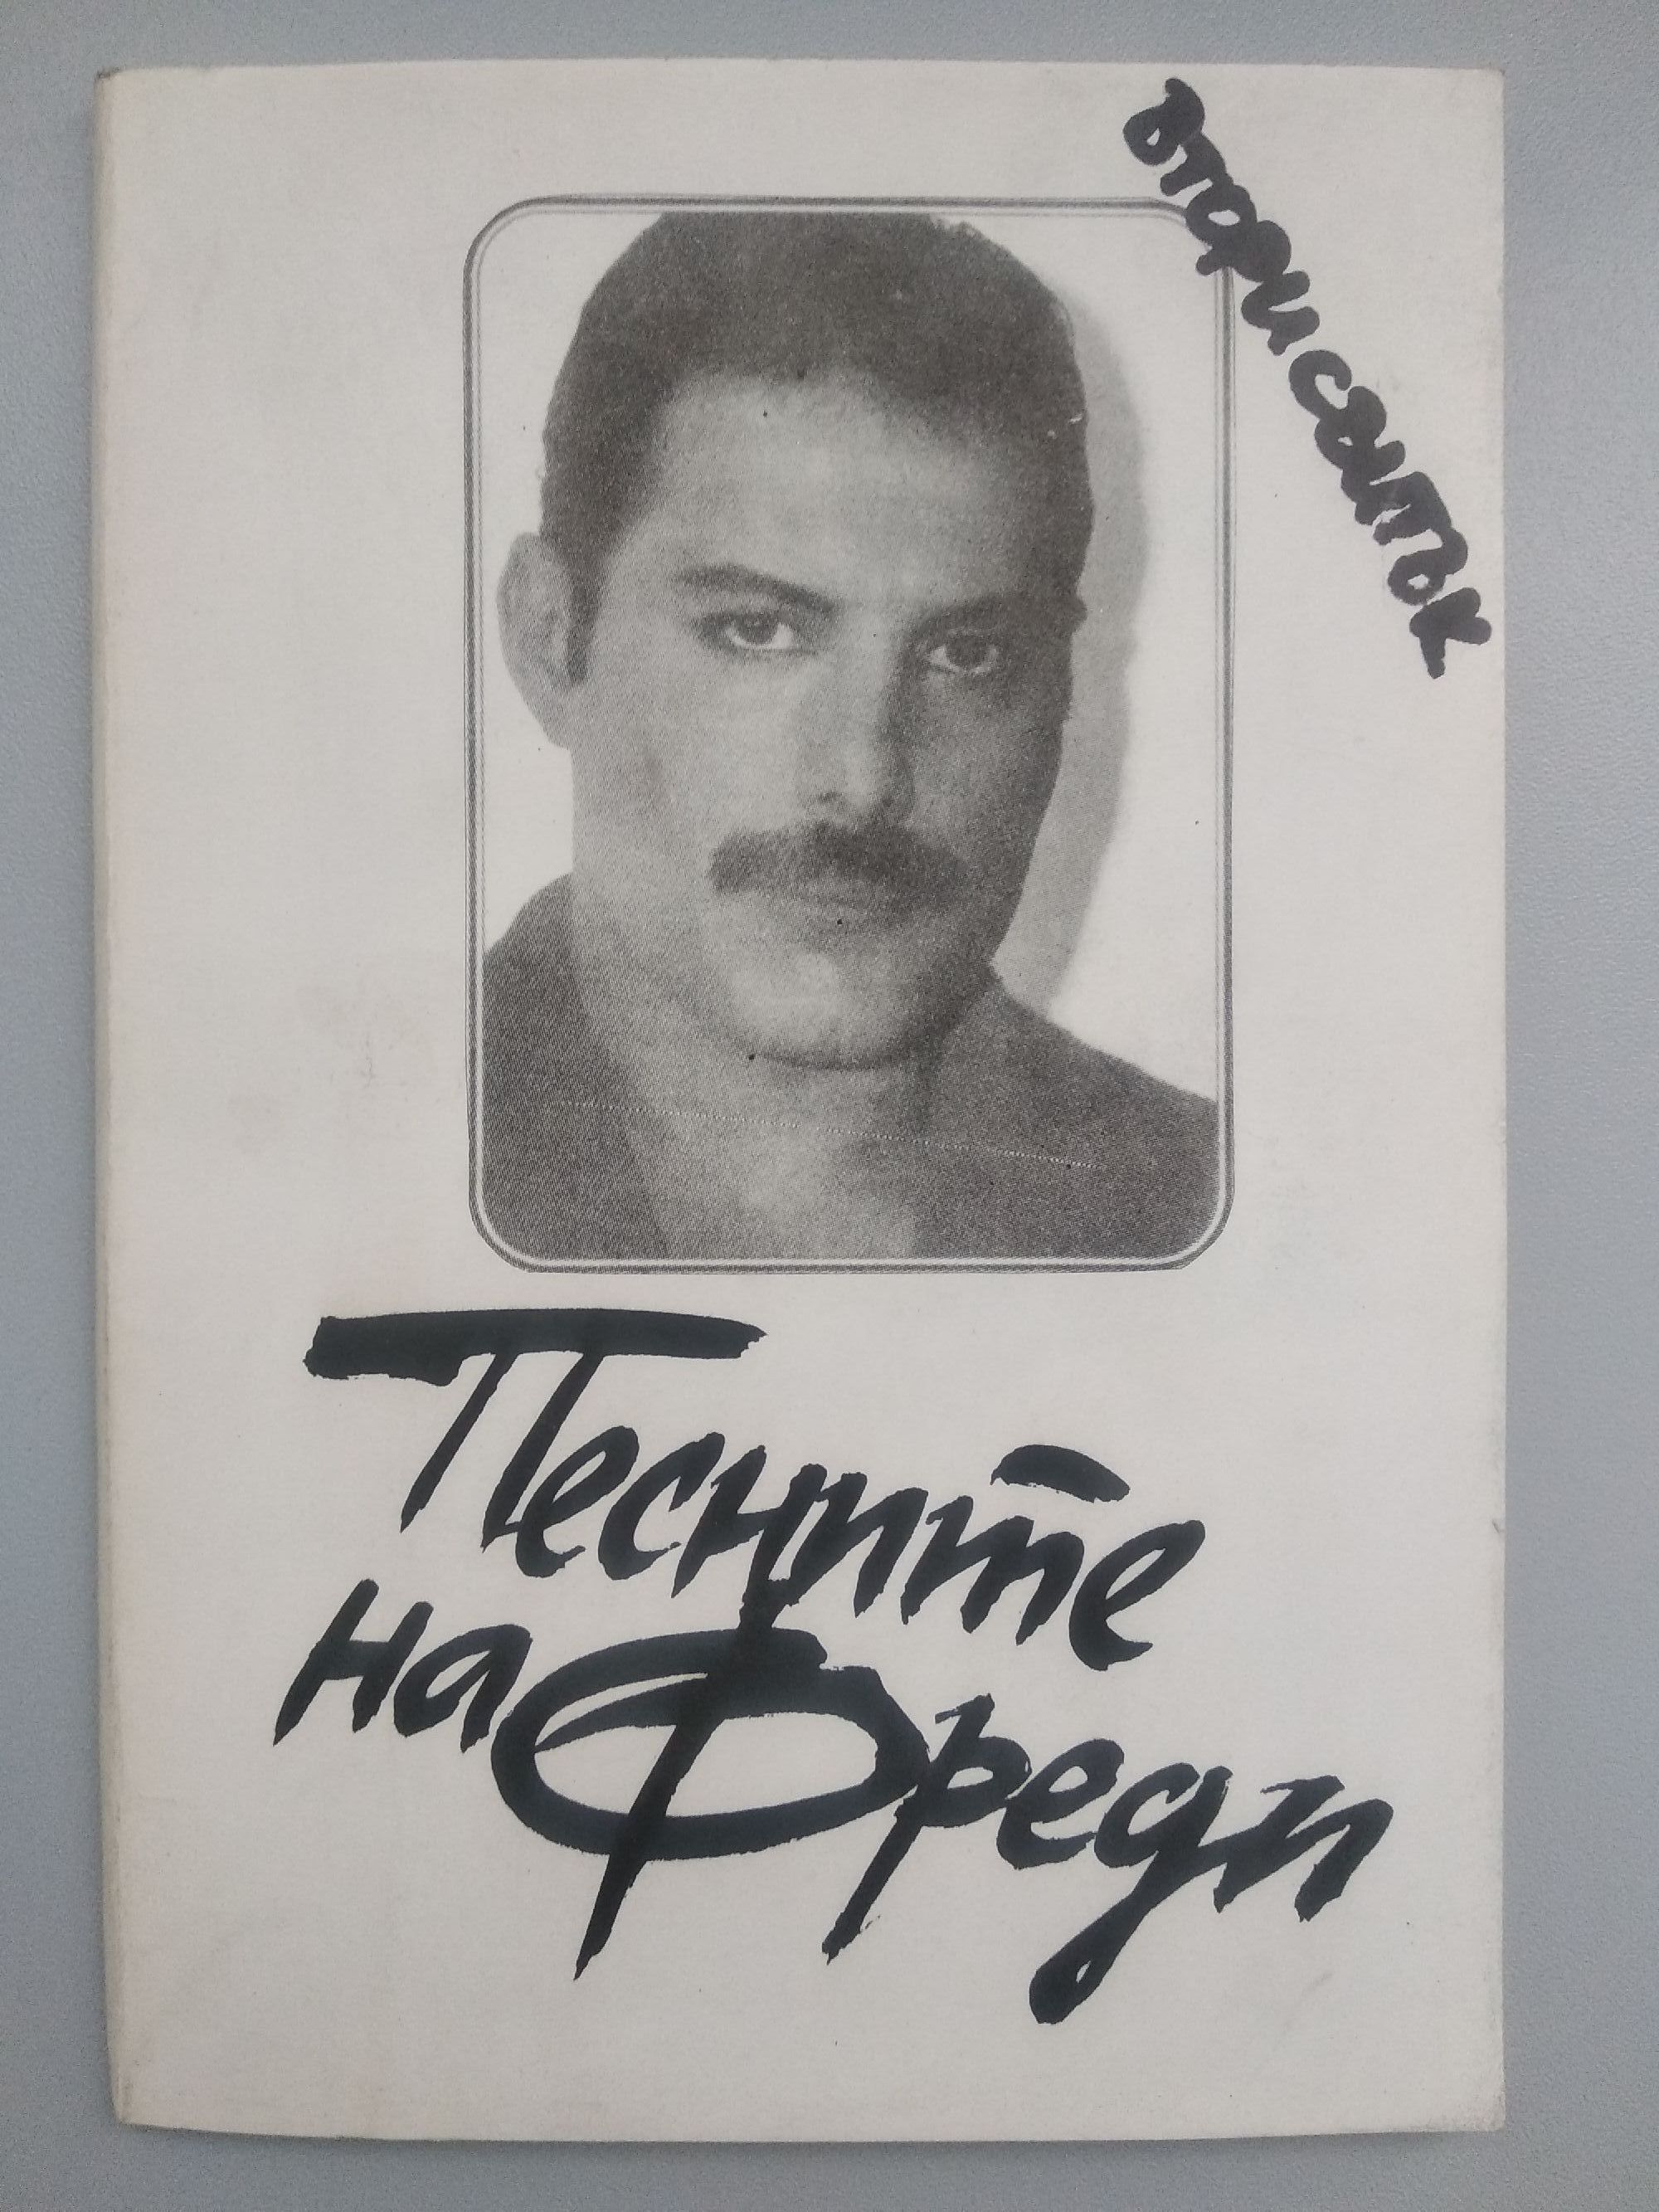 втори свитък
Песните
на Фреди